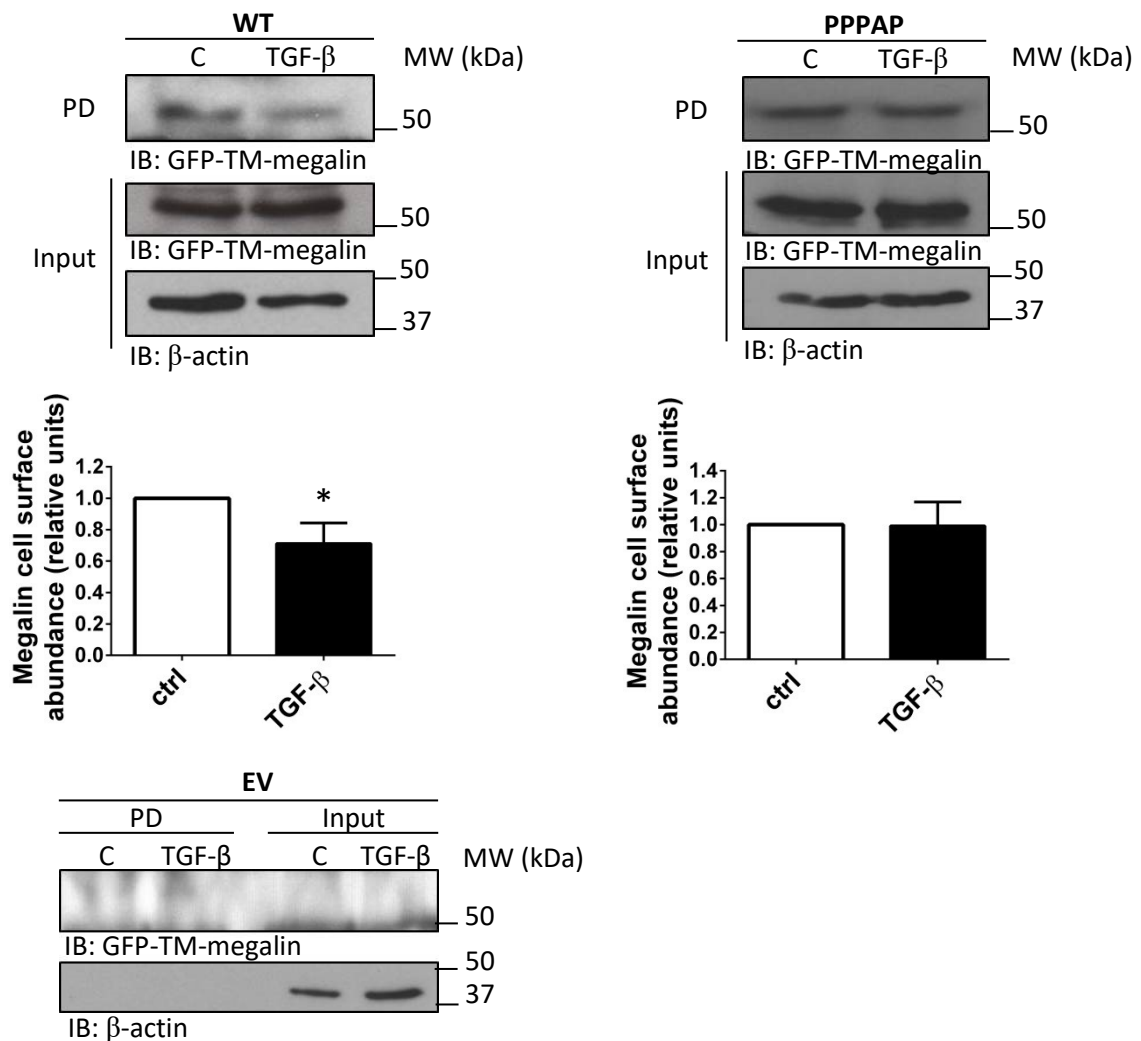 WT
C TGF-β MW (kDa)
PD
50
IB: GFP-TM-megalin
Input
50
IB: GFP-TM-megalin
50
37
IB: β-actin
Megalin cell surface
abundance (relative units)
1.2
1.0
0.8
0.6
0.4
0.2
0.0
*
ctrl
TGF-β
PPPAP
C TGF-β MW (kDa)
PD
50
IB: GFP-TM-megalin
Input
50
IB: GFP-TM-megalin
50
37
IB: β-actin
Megalin cell surface
abundance (relative units)
1.4
1.2
1.0
0.8
0.6
0.4
0.2
0.0
ctrl
TGF-β
EV
PD Input
C TGF-β C TGF-β MW (kDa)
50
IB: GFP-TM-megalin
50
37
IB: β-actin